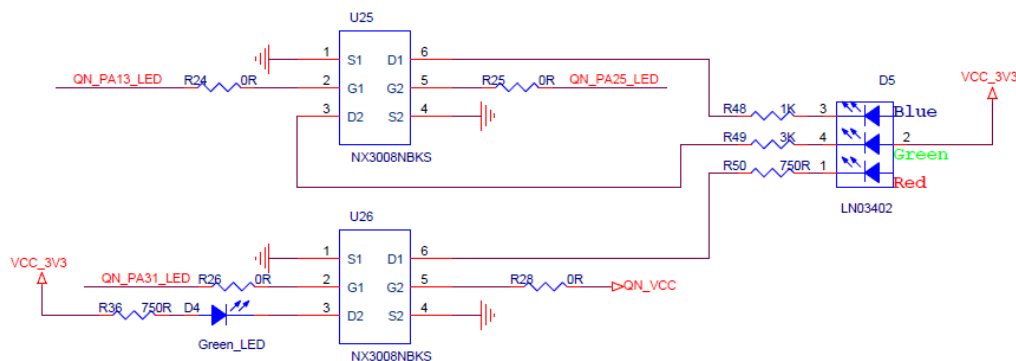 U25
1 S1 D1 6
QN_PA13_LED R24 0R 2 G1 G2 5 R25 0R QN_PA25_LED
3 D2 S2 4
NX3008NBKS
D5
VCC_3V3
R48 1K 3 Blue
R49 3K 4 2
Green
R50 750R 1 Red
LN03402
U26
1 S1 D1 6
VCC_3V3
QN_PA31_LED R26 0R 2 G1 G2 5 R28 0R QN_VCC
R36 750R D4 3 D2 S2 4
Green_LED
NX3008NBKS